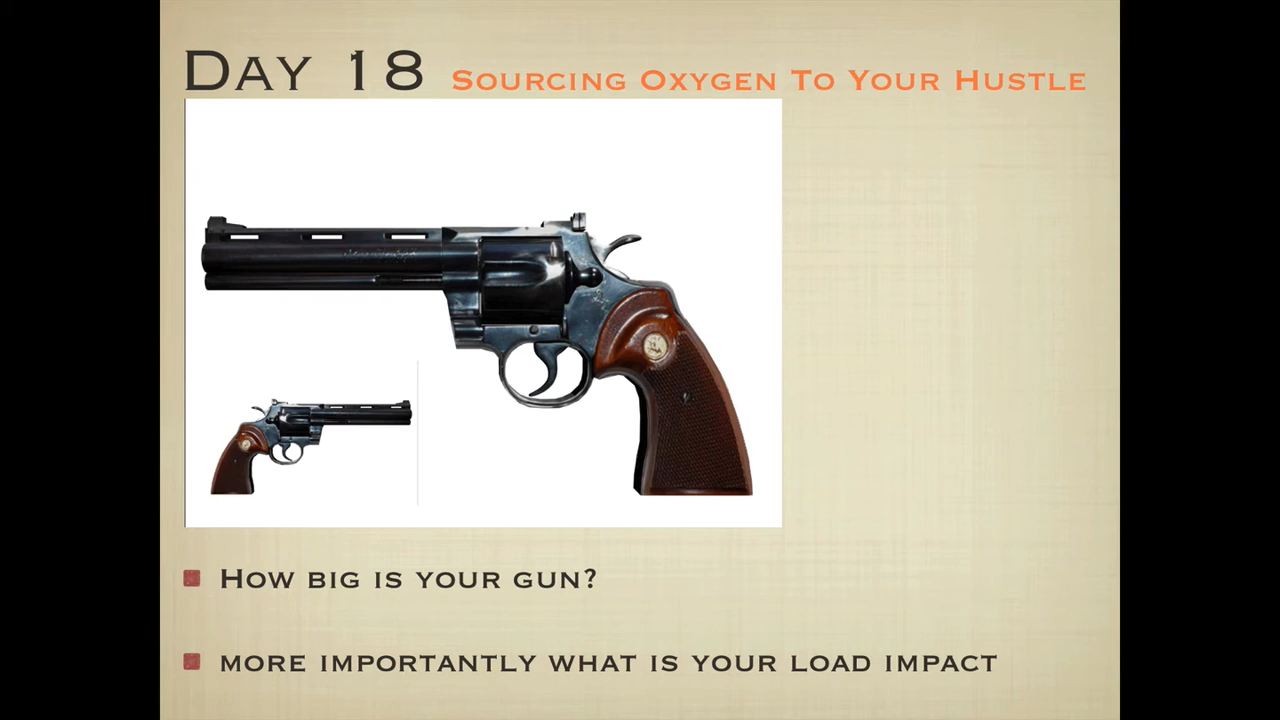 Day 18 Sourcing Oxygen To Your Hustle
How big is your gun?
more importantly what is your load impact